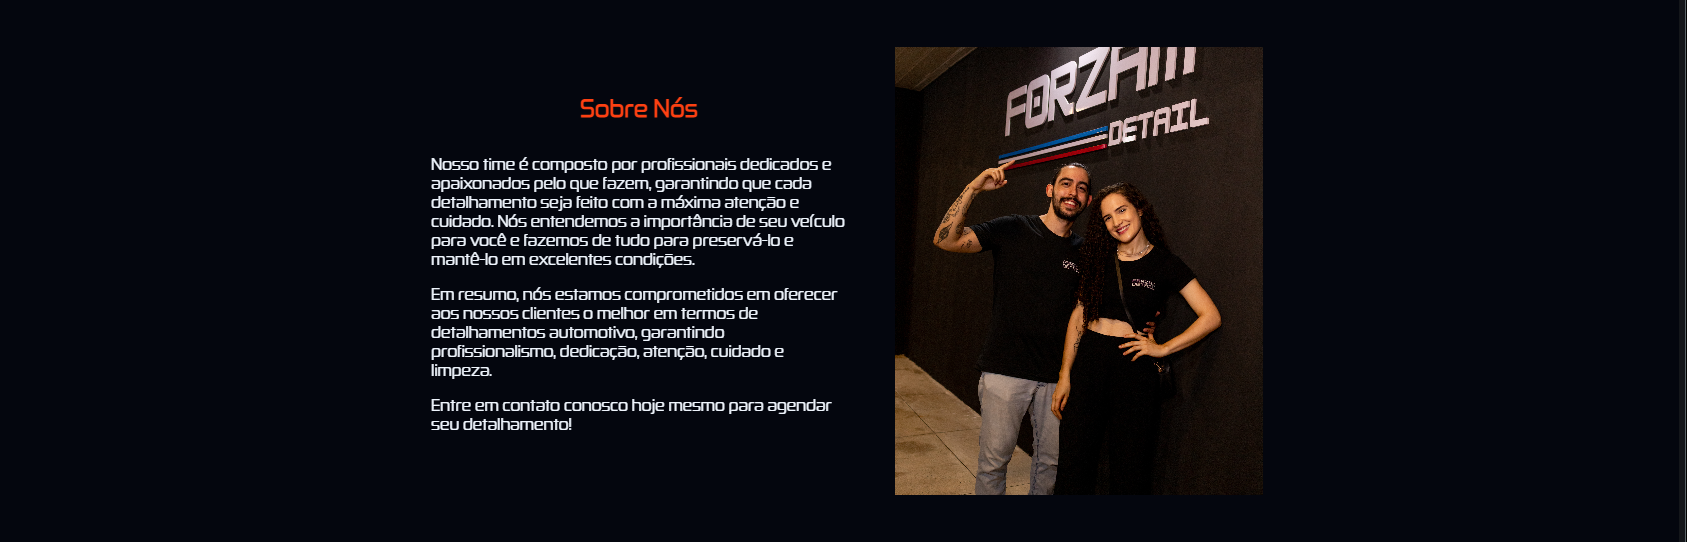 Sobre Nós
Nosso time é composto por profissionais dedicados e
apaixonados pelo que fazem, garantindo que cada
detalhamento seja feito com a máxima atenção e
cuidado. Nós entendemos a importância de seu veículo
para você e fazemos de tudo para preservá-lo e
mantê-lo em excelentes condições.
Em resumo, nós estamos comprometidos em oferecer
aos nossos clientes o melhor em termos de
detalhamentos automotivo, garantindo
profissionalismo, dedicação, atenção, cuidado e
limpeza.
Entre em contato conosco hoje mesmo para agendar
seu detalhamento!
DETAIL